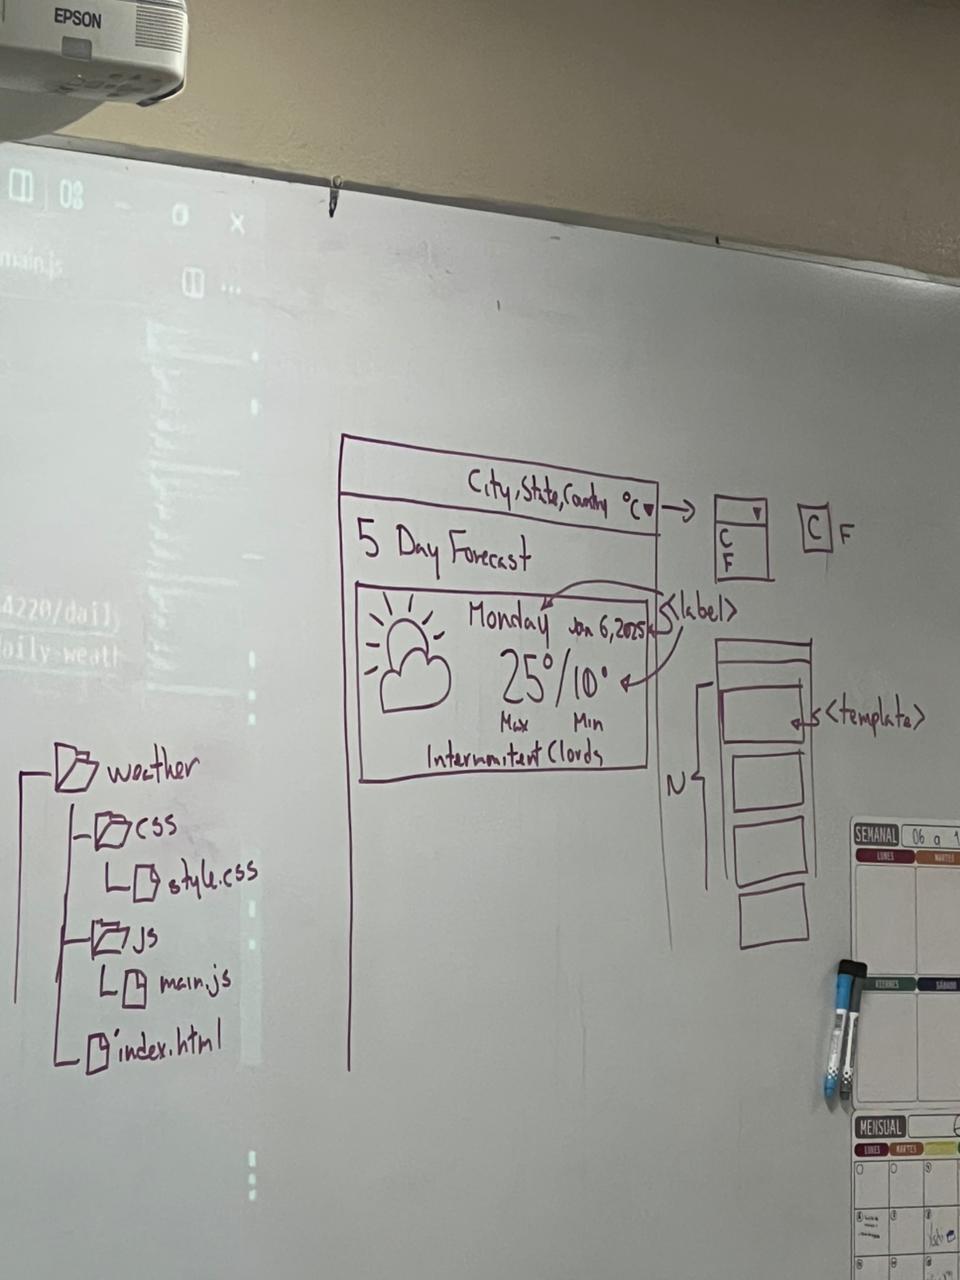 EPSON
08
main.js
4220/dail
aily-weath
City, State, Country °C
5 Day Forecast
Monday Jan 6, 2025
25°/10°
Max Min
Intermmitent Clouds
C
F
C F
<label>
<template>
N
weather
css
style.css
js
main.js
index.html
SEMANAL 06 a 1
LUNES MARTES
VIERNES SÁBADO
MENSUAL
LUNES MARTES